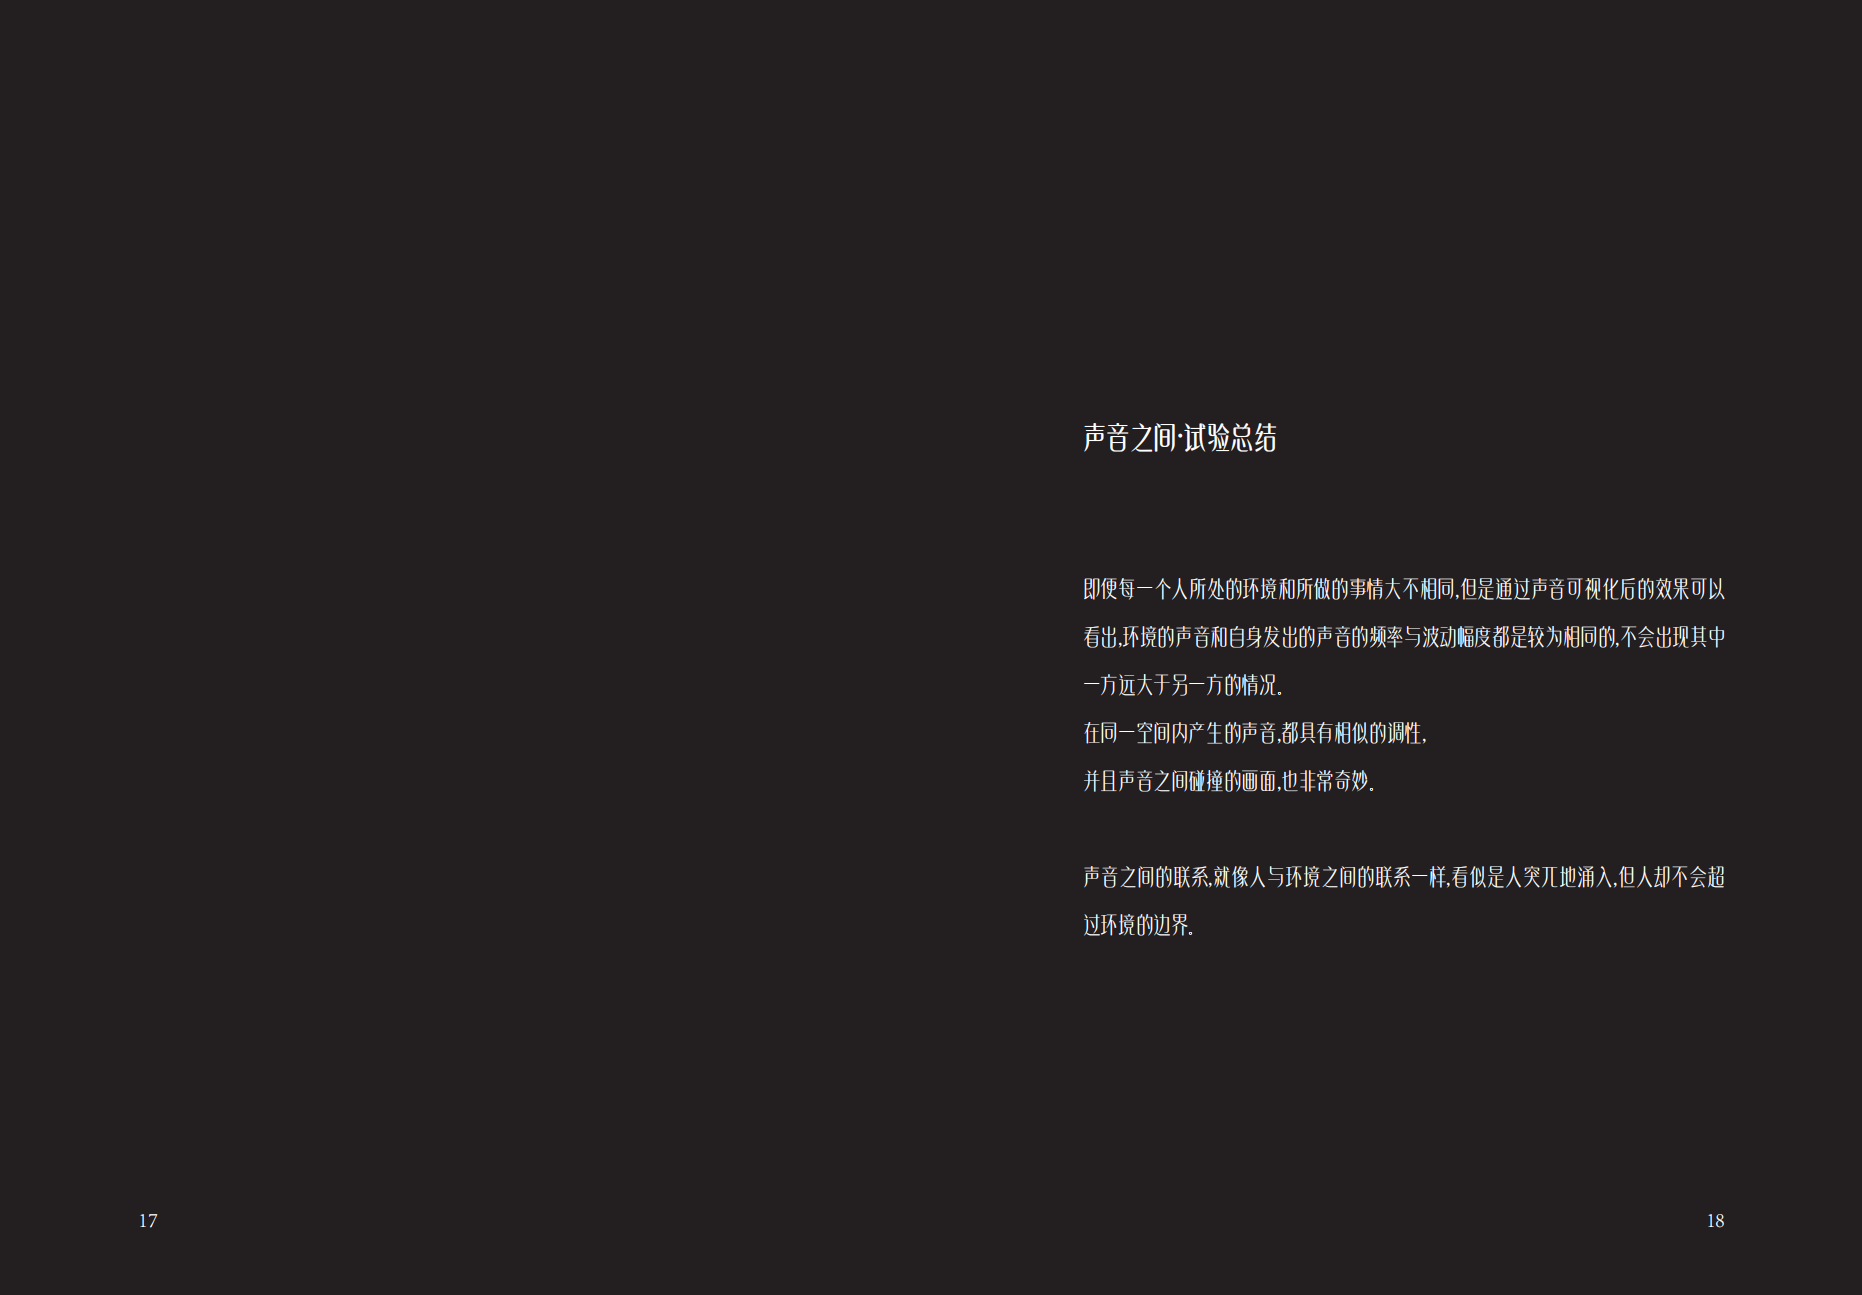 声音之间·试验总结
即便每一个人所处的环境和所做的事情大不相同,但是通过声音可视化后的效果可以
看出,环境的声音和自身发出的声音的频率与波动幅度都是较为相同的,不会出现其中
一方远大于另一方的情况。
在同一空间内产生的声音,都具有相似的调性,
并且声音之间碰撞的画面,也非常奇妙。
声音之间的联系,就像人与环境之间的联系一样,看似是人突兀地涌入,但人却不会超
过环境的边界。
17
18